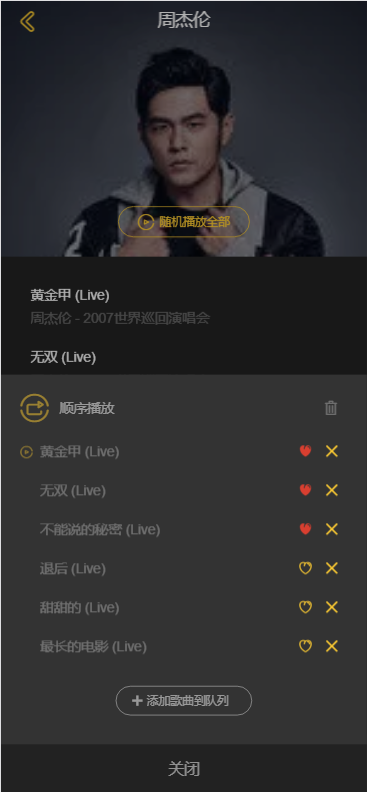 周杰伦
随机播放全部
黄金甲 (Live)
周杰伦 - 2007世界巡回演唱会
无双 (Live)
顺序播放
黄金甲 (Live)
无双 (Live)
不能说的秘密 (Live)
退后 (Live)
甜甜的 (Live)
最长的电影 (Live)
添加歌曲到队列
关闭